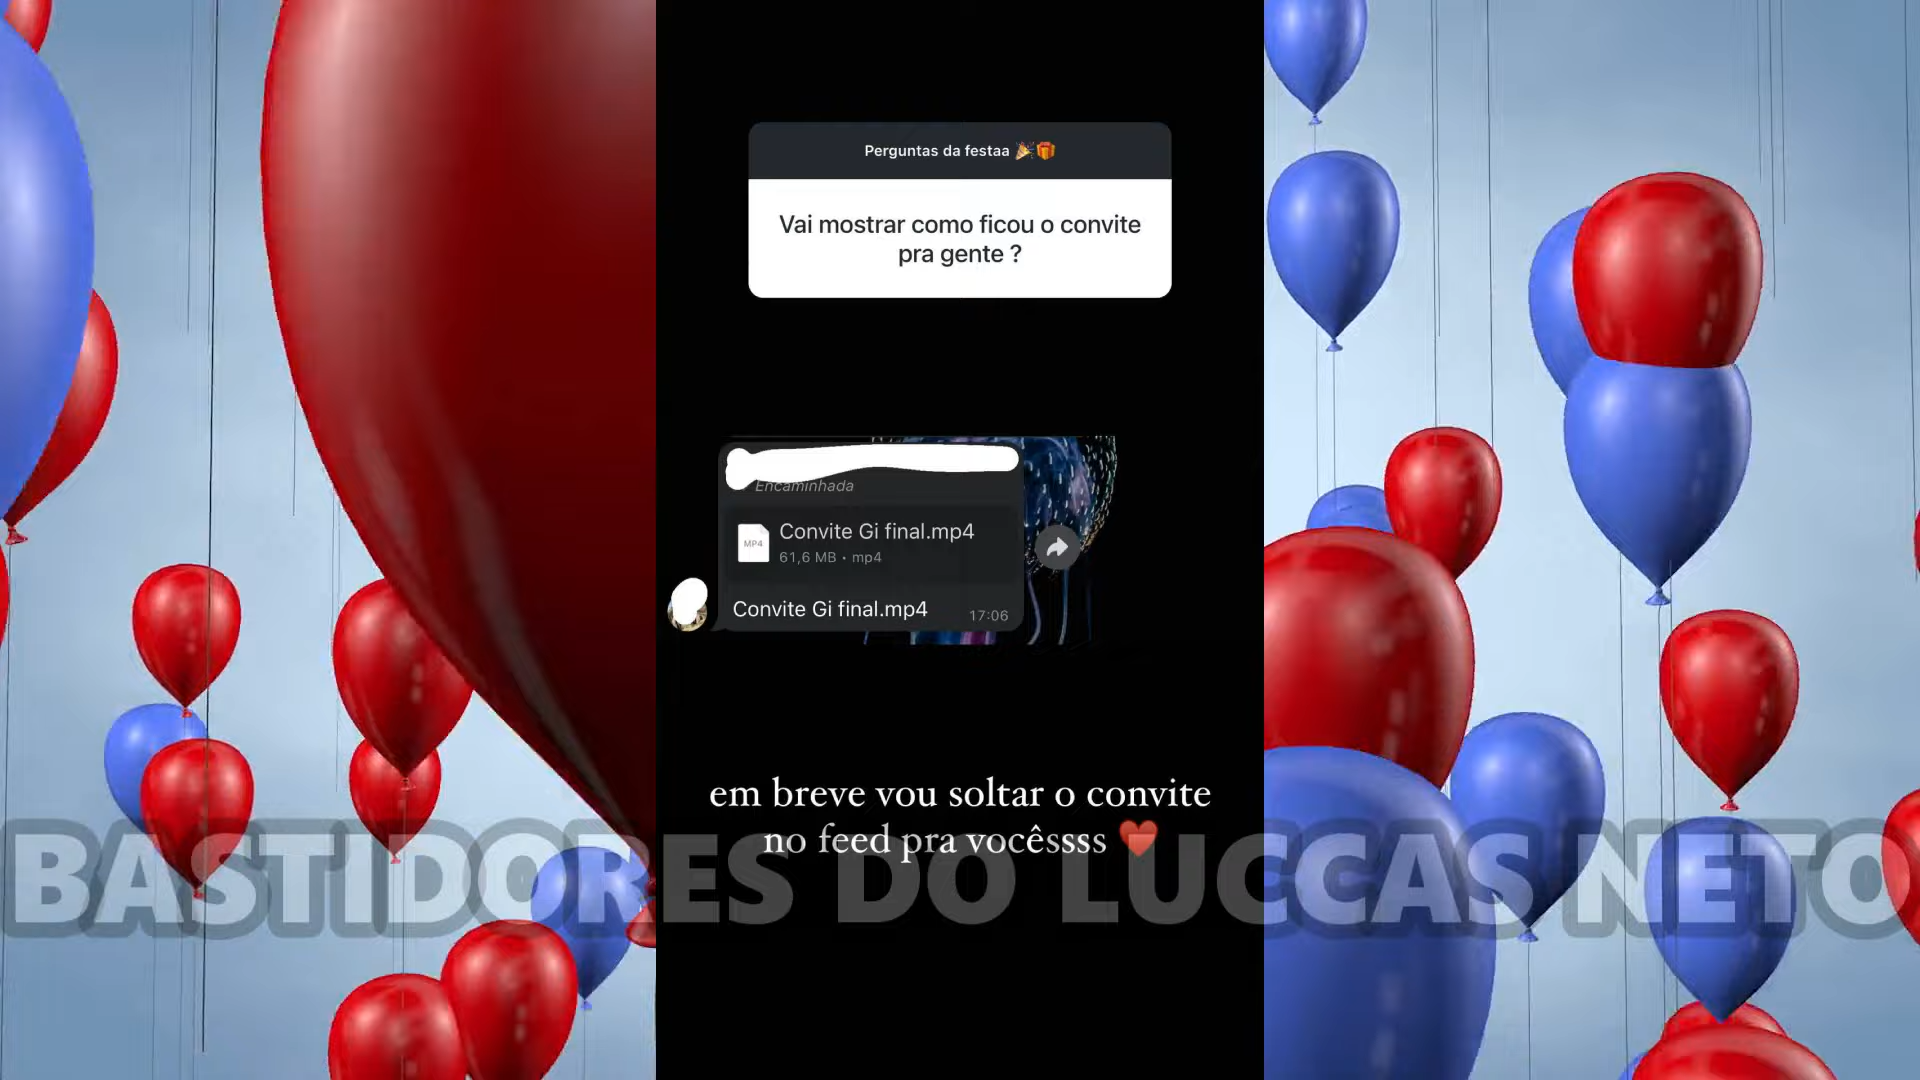 Perguntas da festaa 🎉🎁
Vai mostrar como ficou o convite
pra gente ?
Encaminhada
MP4
Convite Gi final.mp4
61,6 MB • mp4
Convite Gi final.mp4
17:06
em breve vou soltar o convite
no feed pra vocêssss ❤️
BASTIDORES DO LUCCAS NETO